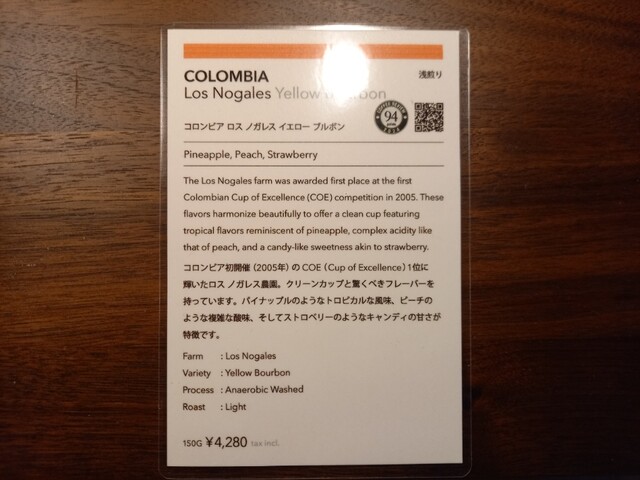 COLOMBIA
浅煎り
Los Nogales Yellow Bourbon
94
コロンビア ロス ノガレス イエロー ブルボン
Pineapple, Peach, Strawberry
The Los Nogales farm was awarded first place at the first
Colombian Cup of Excellence (COE) competition in 2005. These
flavors harmonize beautifully to offer a clean cup featuring
tropical flavors reminiscent of pineapple, complex acidity like
that of peach, and a candy-like sweetness akin to strawberry.
コロンビア初開催（2005年）のCOE（Cup of Excellence）1位に
輝いたロス ノガレス農園。クリーンカップと驚くべきフレーバーを
持っています。パイナップルのようなトロピカルな風味、ピーチの
ような複雑な酸味、そしてストロベリーのようなキャンディの甘さが
特徴です。
Farm : Los Nogales
Variety : Yellow Bourbon
Process : Anaerobic Washed
Roast : Light
150G ¥4,280 tax incl.